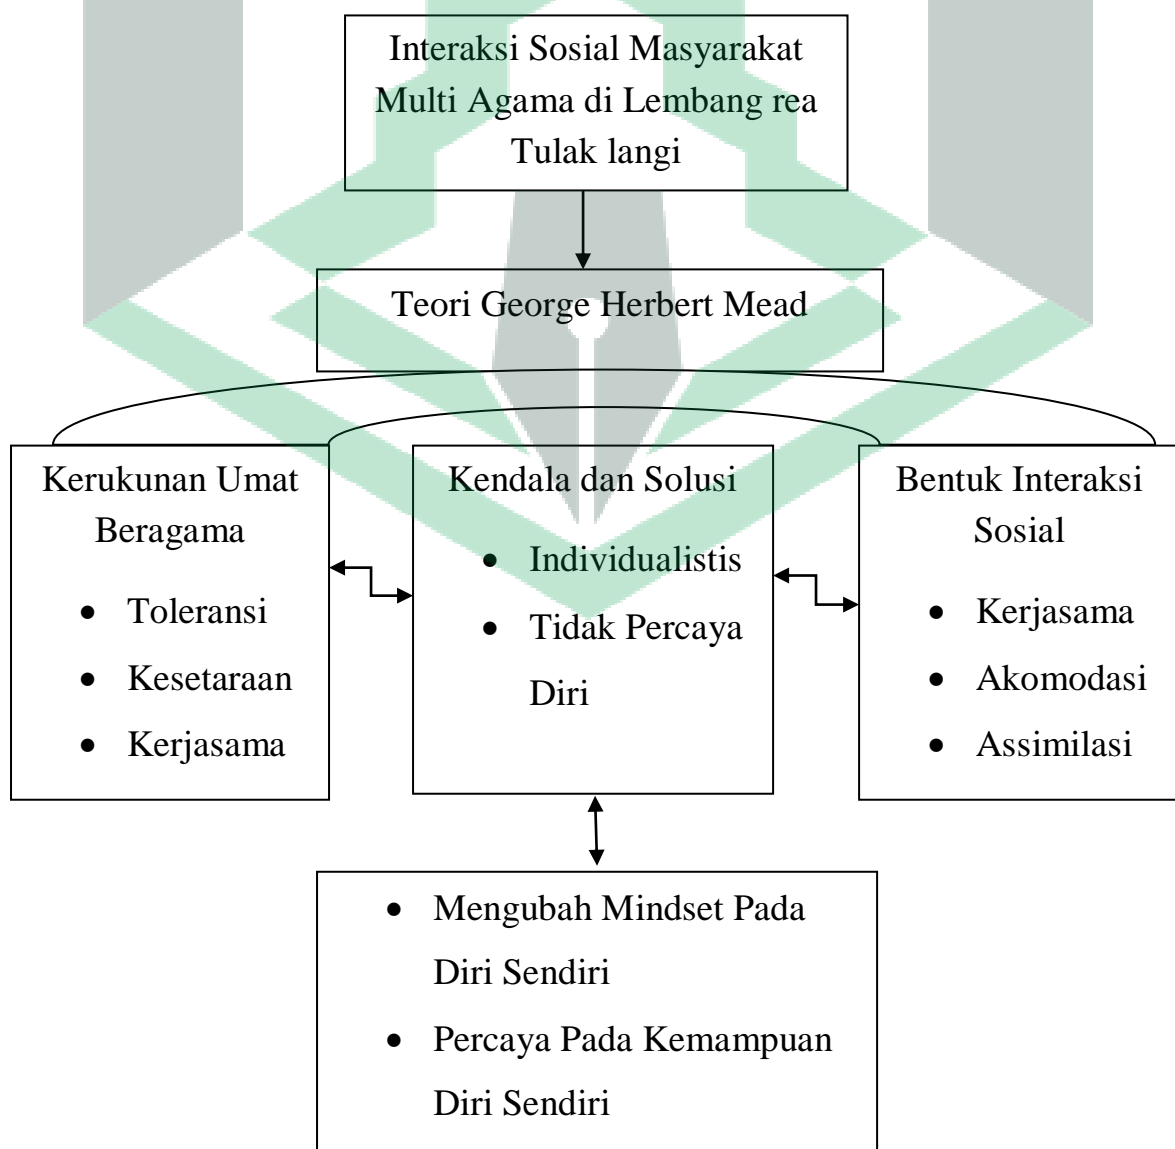 Interaksi Sosial Masyarakat
Multi Agama di Lembang rea
Tulak langi
Teori George Herbert Mead
Kerukunan Umat
Beragama
• Toleransi
• Kesetaraan
• Kerjasama
Kendala dan Solusi
• Individualistis
• Tidak Percaya
Diri
Bentuk Interaksi
Sosial
• Kerjasama
• Akomodasi
• Assimilasi
• Mengubah Mindset Pada
Diri Sendiri
• Percaya Pada Kemampuan
Diri Sendiri